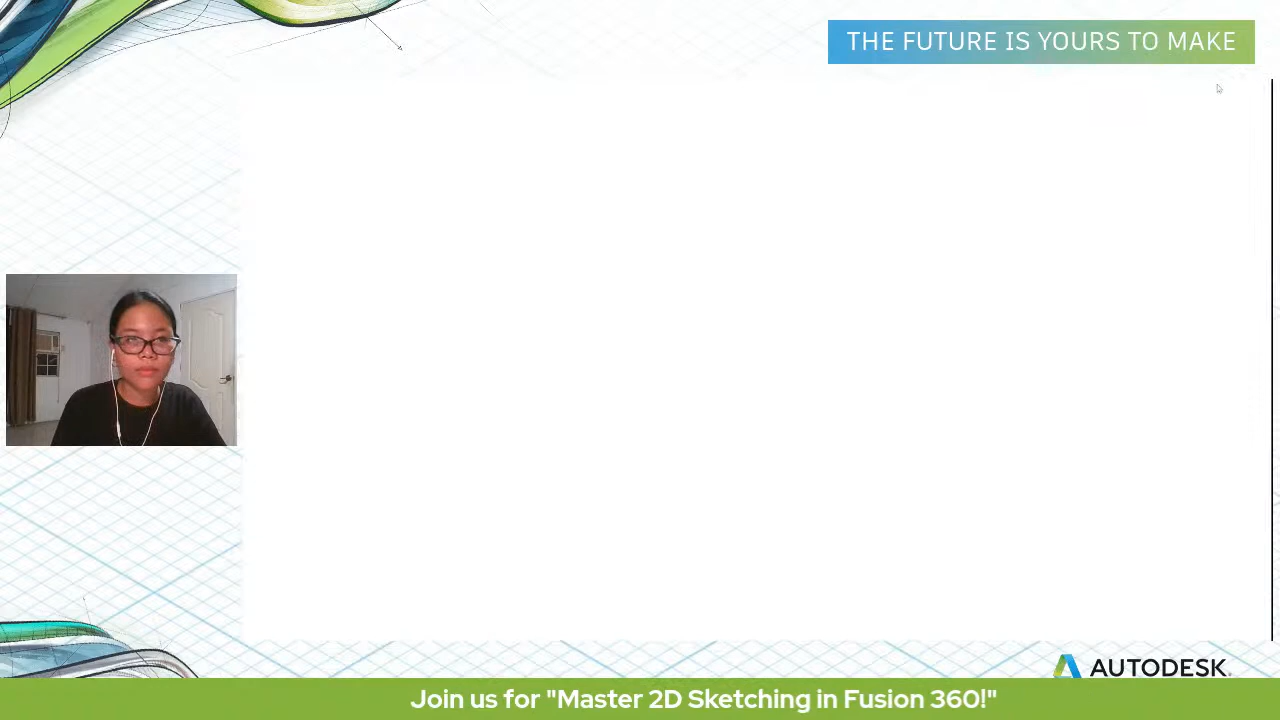 THE FUTURE IS YOURS TO MAKE
AUTODESK.
Join us for "Master 2D Sketching in Fusion 360!"